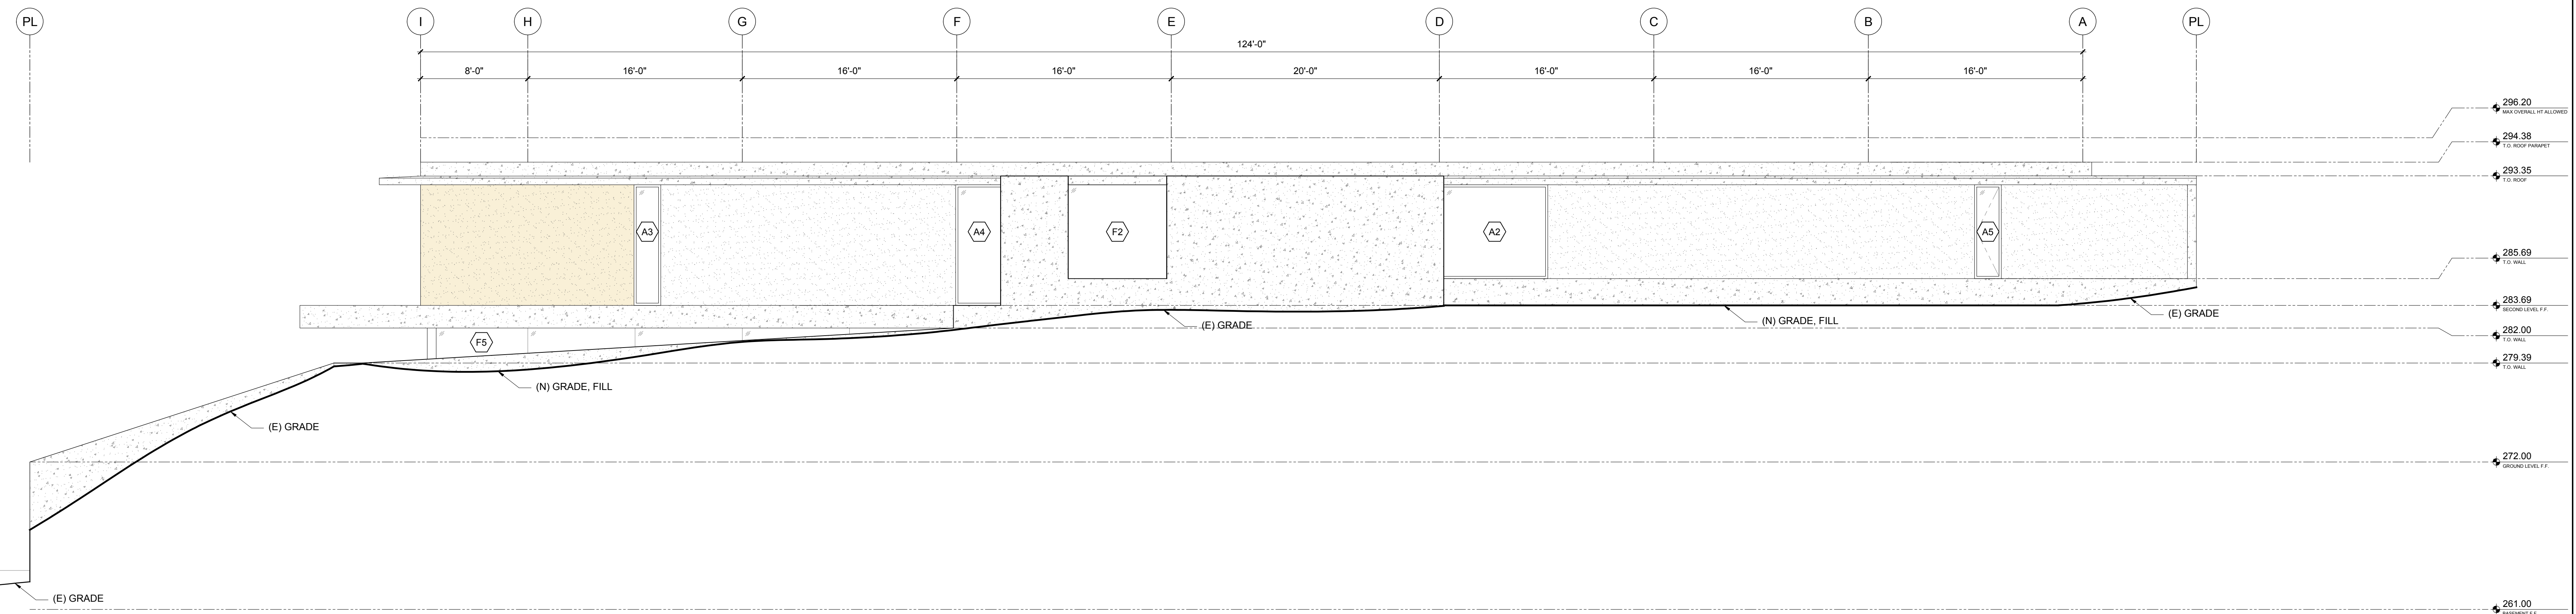 PL I H G F E D C B A PL
124'-0"
8'-0" 16'-0" 16'-0" 16'-0" 20'-0" 16'-0" 16'-0" 16'-0"
296.20
MAX OVERALL HT ALLOWED
294.38
T.O. ROOF PARAPET
293.35
T.O. ROOF
A3 A4 F2 A2 A5
285.69
T.O. WALL
283.69
SECOND LEVEL F.F.
(E) GRADE
(N) GRADE, FILL
(E) GRADE
282.00
T.O. WALL
F5
279.39
T.O. WALL
(N) GRADE, FILL
(E) GRADE
272.00
GROUND LEVEL F.F.
(E) GRADE
261.00
BASEMENT F.F.